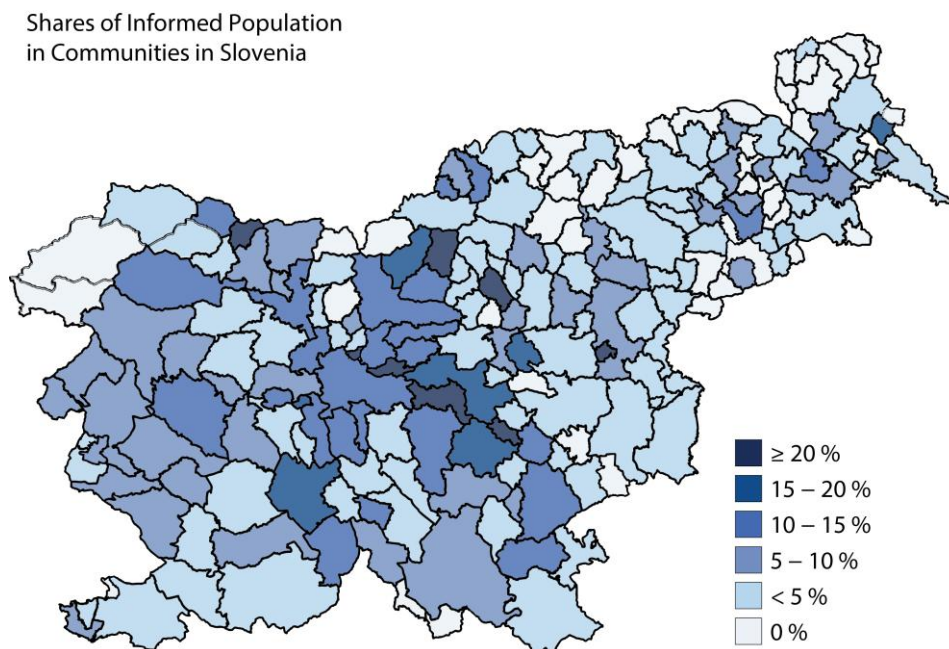 Shares of Informed Population
in Communities in Slovenia
≥ 20 %
15 – 20 %
10 – 15 %
5 – 10 %
< 5 %
0 %